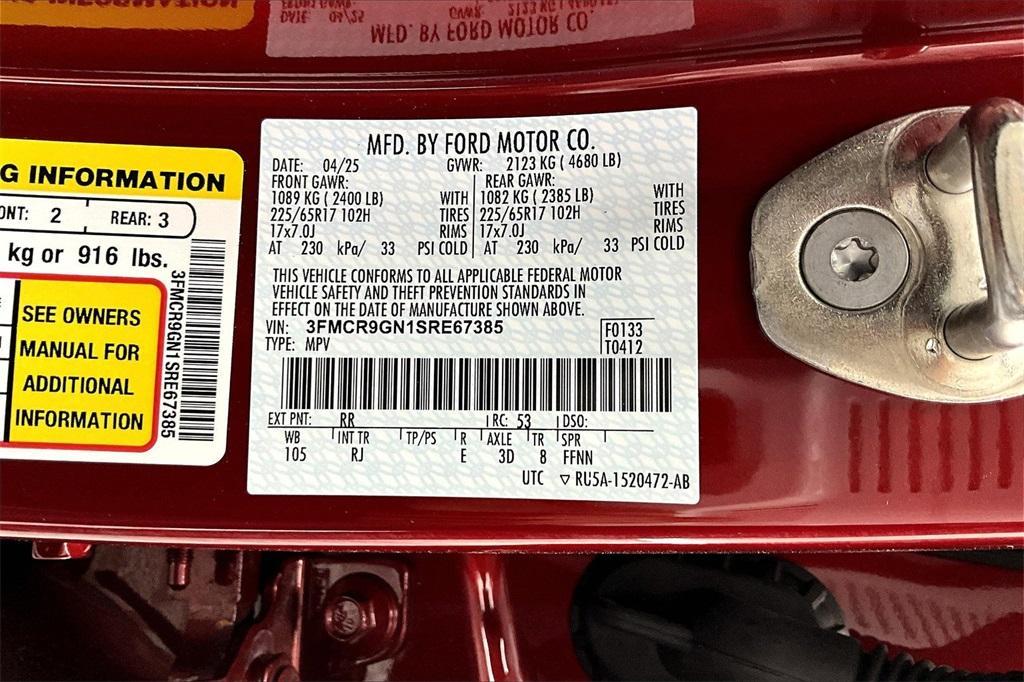 MFD. BY FORD MOTOR CO.
G INFORMATION
ONT: 2 REAR: 3
kg or 916 lbs.
SEE OWNERS
MANUAL FOR
ADDITIONAL
INFORMATION
3FMCR9GN1SRE67385
MFD. BY FORD MOTOR CO.
DATE: 04/25 GVWR: 2123 KG ( 4680 LB)
FRONT GAWR: REAR GAWR:
1089 KG ( 2400 LB) WITH 1082 KG ( 2385 LB) WITH
225/65R17 102H TIRES 225/65R17 102H TIRES
17x7.0J RIMS 17x7.0J RIMS
AT 230 kPa/ 33 PSI COLD AT 230 kPa/ 33 PSI COLD
THIS VEHICLE CONFORMS TO ALL APPLICABLE FEDERAL MOTOR
VEHICLE SAFETY AND THEFT PREVENTION STANDARDS IN
EFFECT ON THE DATE OF MANUFACTURE SHOWN ABOVE.
VIN: 3FMCR9GN1SRE67385 F0133
TYPE: MPV T0412
EXT PNT: RR RC: 53 DSO:
WB INT TR TP/PS R AXLE TR SPR
105 RJ E 3D 8 FFNN
UTC ▽ RU5A-1520472-AB